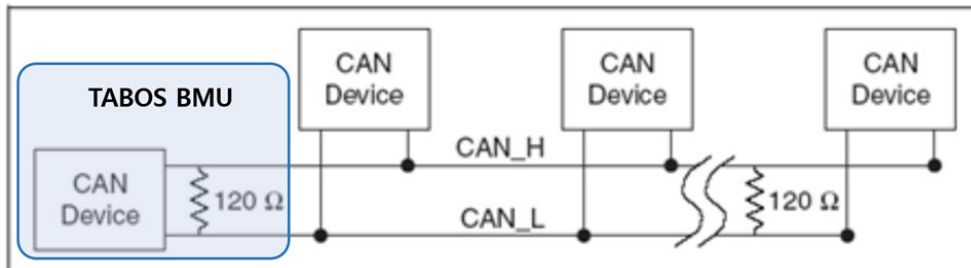 TABOS BMU
CAN
Device
120 Ω
CAN
Device
CAN
Device
CAN
Device
CAN_H
CAN_L
120 Ω